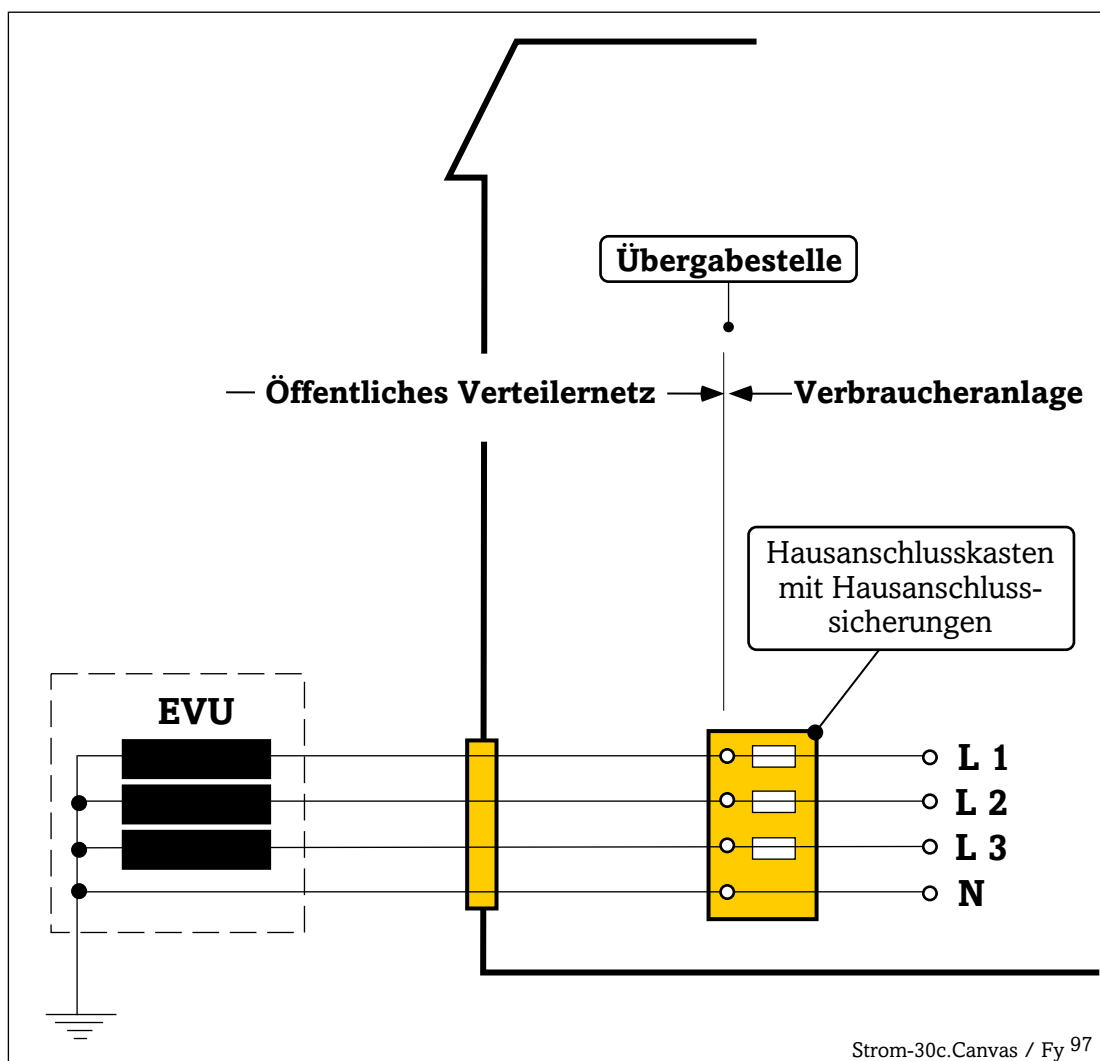 Übergabestelle
Öffentliches Verteilernetz
Verbraucheranlage
Hausanschlusskasten
mit Hausanschluss-
sicherungen
EVU
L 1
L 2
L 3
N
Strom-30c.Canvas / Fy 97